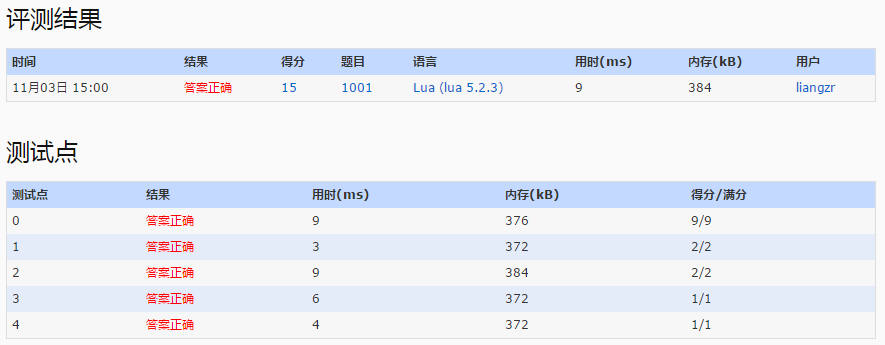 评测结果
时间 结果 得分 题目 语言 用时(ms) 内存(kB) 用户
11月03日 15:00 答案正确 15 1001 Lua (lua 5.2.3) 9 384 liangzr
测试点
测试点 结果 用时(ms) 内存(kB) 得分/满分
0 答案正确 9 376 9/9
1 答案正确 3 372 2/2
2 答案正确 9 384 2/2
3 答案正确 6 372 1/1
4 答案正确 4 372 1/1